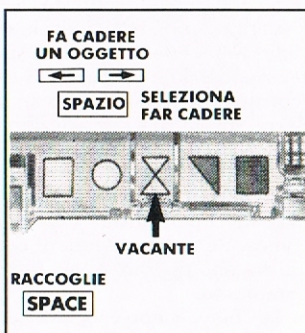 FA CADERE
UN OGGETTO
SPAZIO SELEZIONA
FAR CADERE
VACANTE
RACCOGLIE
SPACE